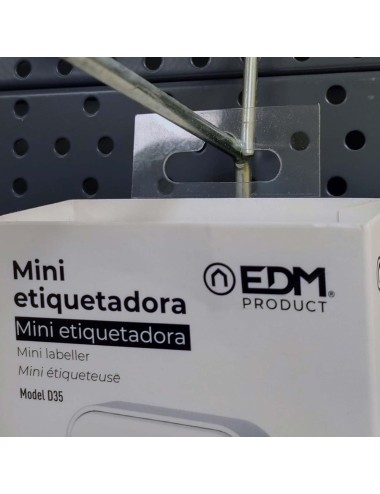 Mini
etiquetadora
Mini etiquetadora
Mini labeller
Mini étiqueteuse
Model D35
EDM®
PRODUCT